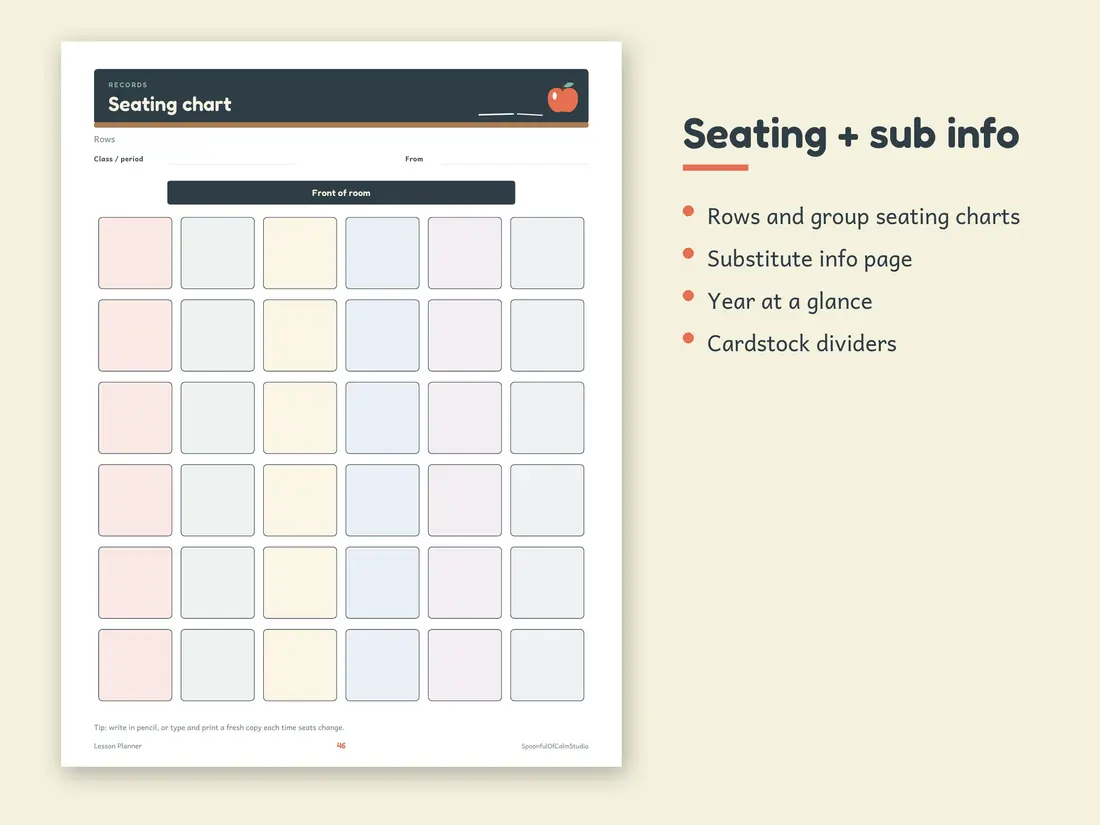 RECORDS
Seating chart
Rows
Class / period
From
Front of room
Tip: write in pencil, or type and print a fresh copy each time seats change.
Lesson Planner
46
SpoonfulOfCalmStudio
Seating + sub info
Rows and group seating charts
Substitute info page
Year at a glance
Cardstock dividers